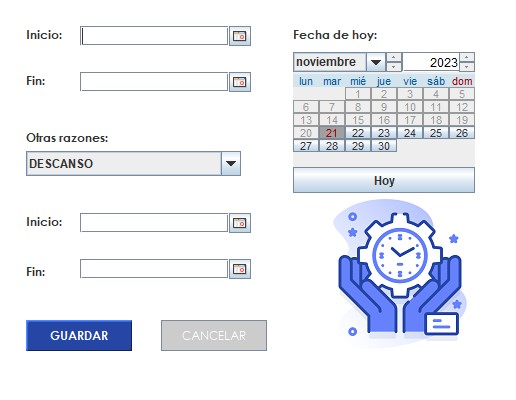 Inicio:
Fin:
Otras razones:
DESCANSO
Inicio:
Fin:
GUARDAR CANCELAR
Fecha de hoy:
noviembre 2023
lun mar mié jue vie sáb dom
1 2 3 4 5
6 7 8 9 10 11 12
13 14 15 16 17 18 19
20 21 22 23 24 25 26
27 28 29 30
Hoy